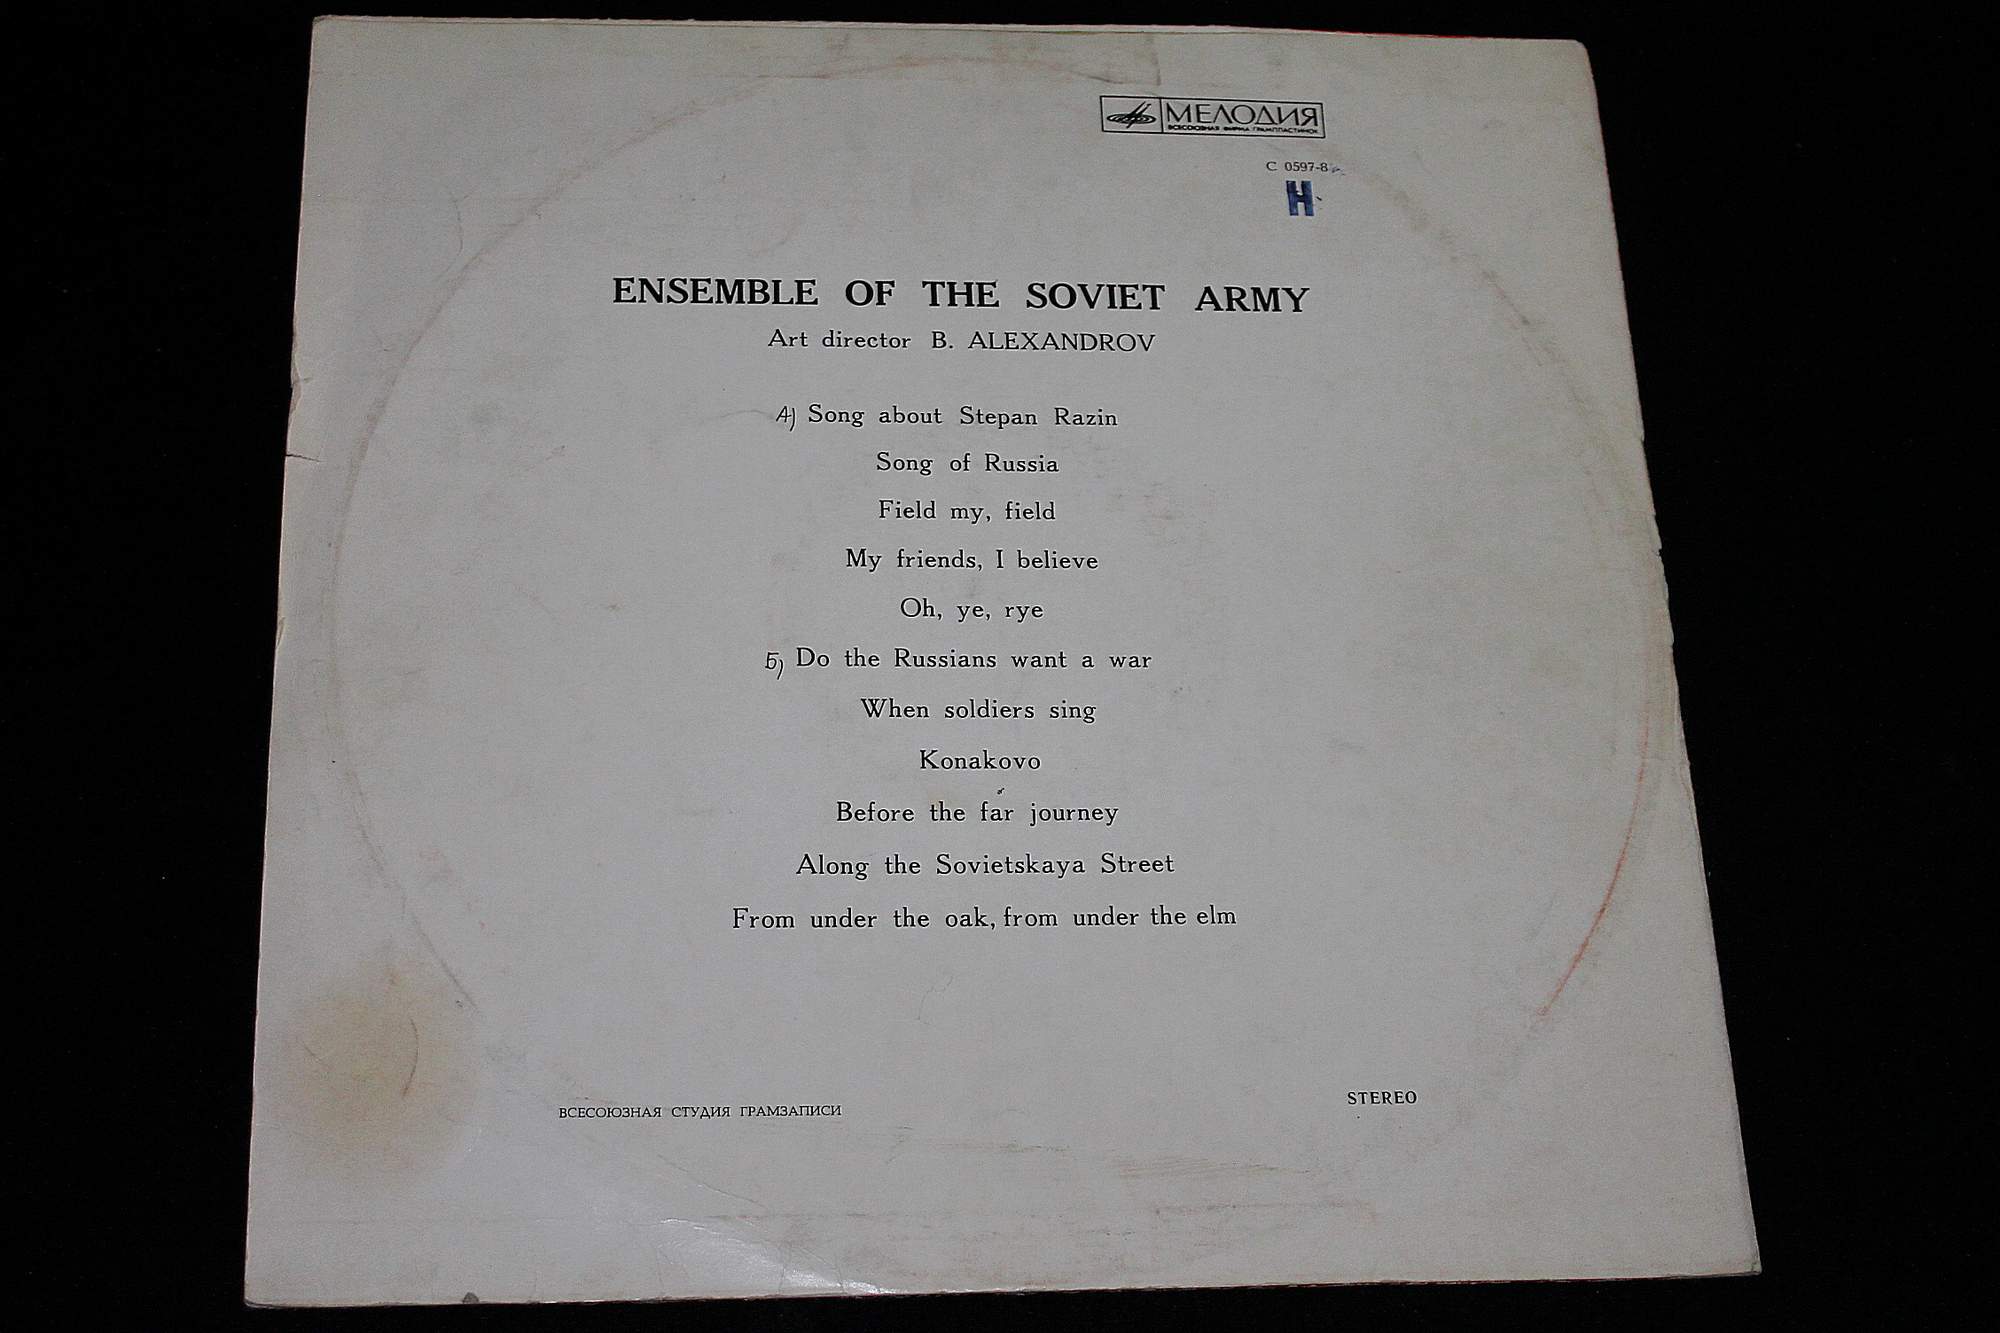 МЕЛОДИЯ
ВСЕСОЮЗНАЯ ФИРМА ГРАМПЛАСТИНОК
С 0597-8
Н
ENSEMBLE OF THE SOVIET ARMY
Art director B. ALEXANDROV
А) Song about Stepan Razin
Song of Russia
Field my, field
My friends, I believe
Oh, ye, rye
Б) Do the Russians want a war
When soldiers sing
Konakovo
Before the far journey
Along the Sovietskaya Street
From under the oak, from under the elm
ВСЕСОЮЗНАЯ СТУДИЯ ГРАМЗАПИСИ
STEREO